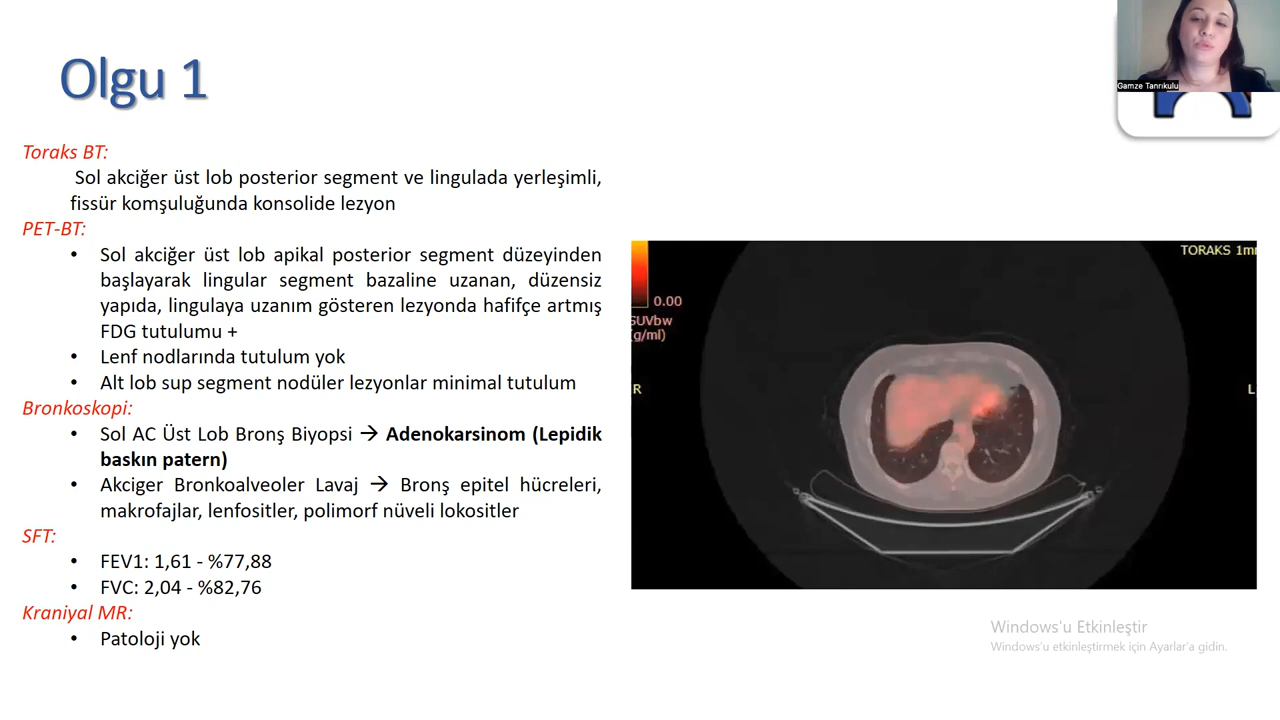 Olgu 1
Gamze Tanrıkulu
Toraks BT:
Sol akciğer üst lob posterior segment ve lingulada yerleşimli,
fissür komşuluğunda konsolide lezyon
PET-BT:
• Sol akciğer üst lob apikal posterior segment düzeyinden
başlayarak lingular segment bazaline uzanan, düzensiz
yapıda, lingulaya uzanım gösteren lezyonda hafifçe artmış
FDG tutulumu +
• Lenf nodlarında tutulum yok
• Alt lob sup segment nodüler lezyonlar minimal tutulum
Bronkoskopi:
• Sol AC Üst Lob Bronş Biyopsi → Adenokarsinom (Lepidik
baskın patern)
• Akciger Bronkoalveoler Lavaj → Bronş epitel hücreleri,
makrofajlar, lenfositler, polimorf nüveli lokositler
SFT:
• FEV1: 1,61 - %77,88
• FVC: 2,04 - %82,76
Kraniyal MR:
• Patoloji yok
TORAKS 1m
0.00
SUVbw
(g/ml)
R
L
Windows'u Etkinleştir
Windows'u etkinleştirmek için Ayarlar'a gidin.